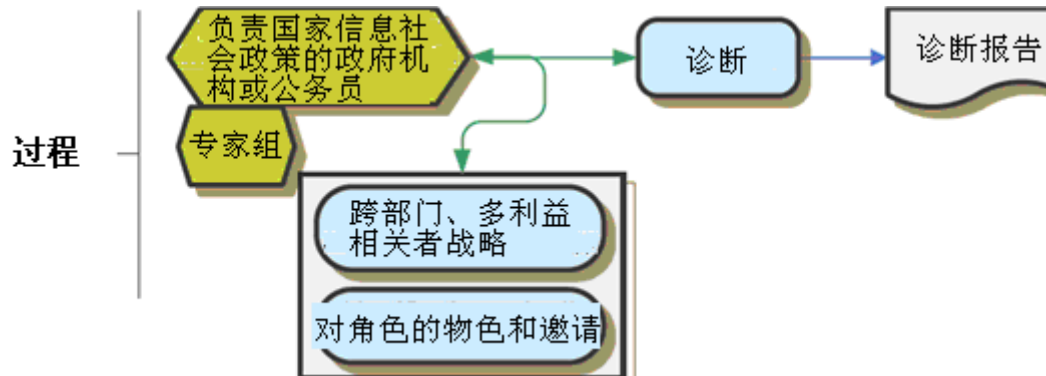 负责国家信息社
会政策的政府机
构或公务员
诊断
诊断报告
专家组
过程
跨部门、多利益
相关者战略
对角色的物色和邀请